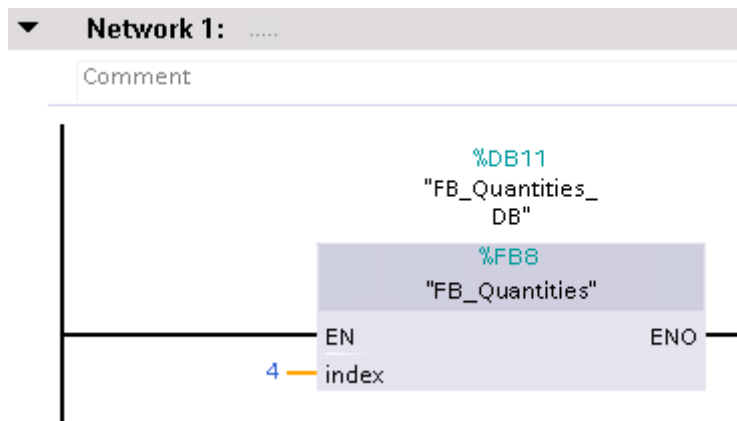 Network 1: .....
Comment
%DB11
"FB_Quantities_
DB"
%FB8
"FB_Quantities"
EN ENO
4 index